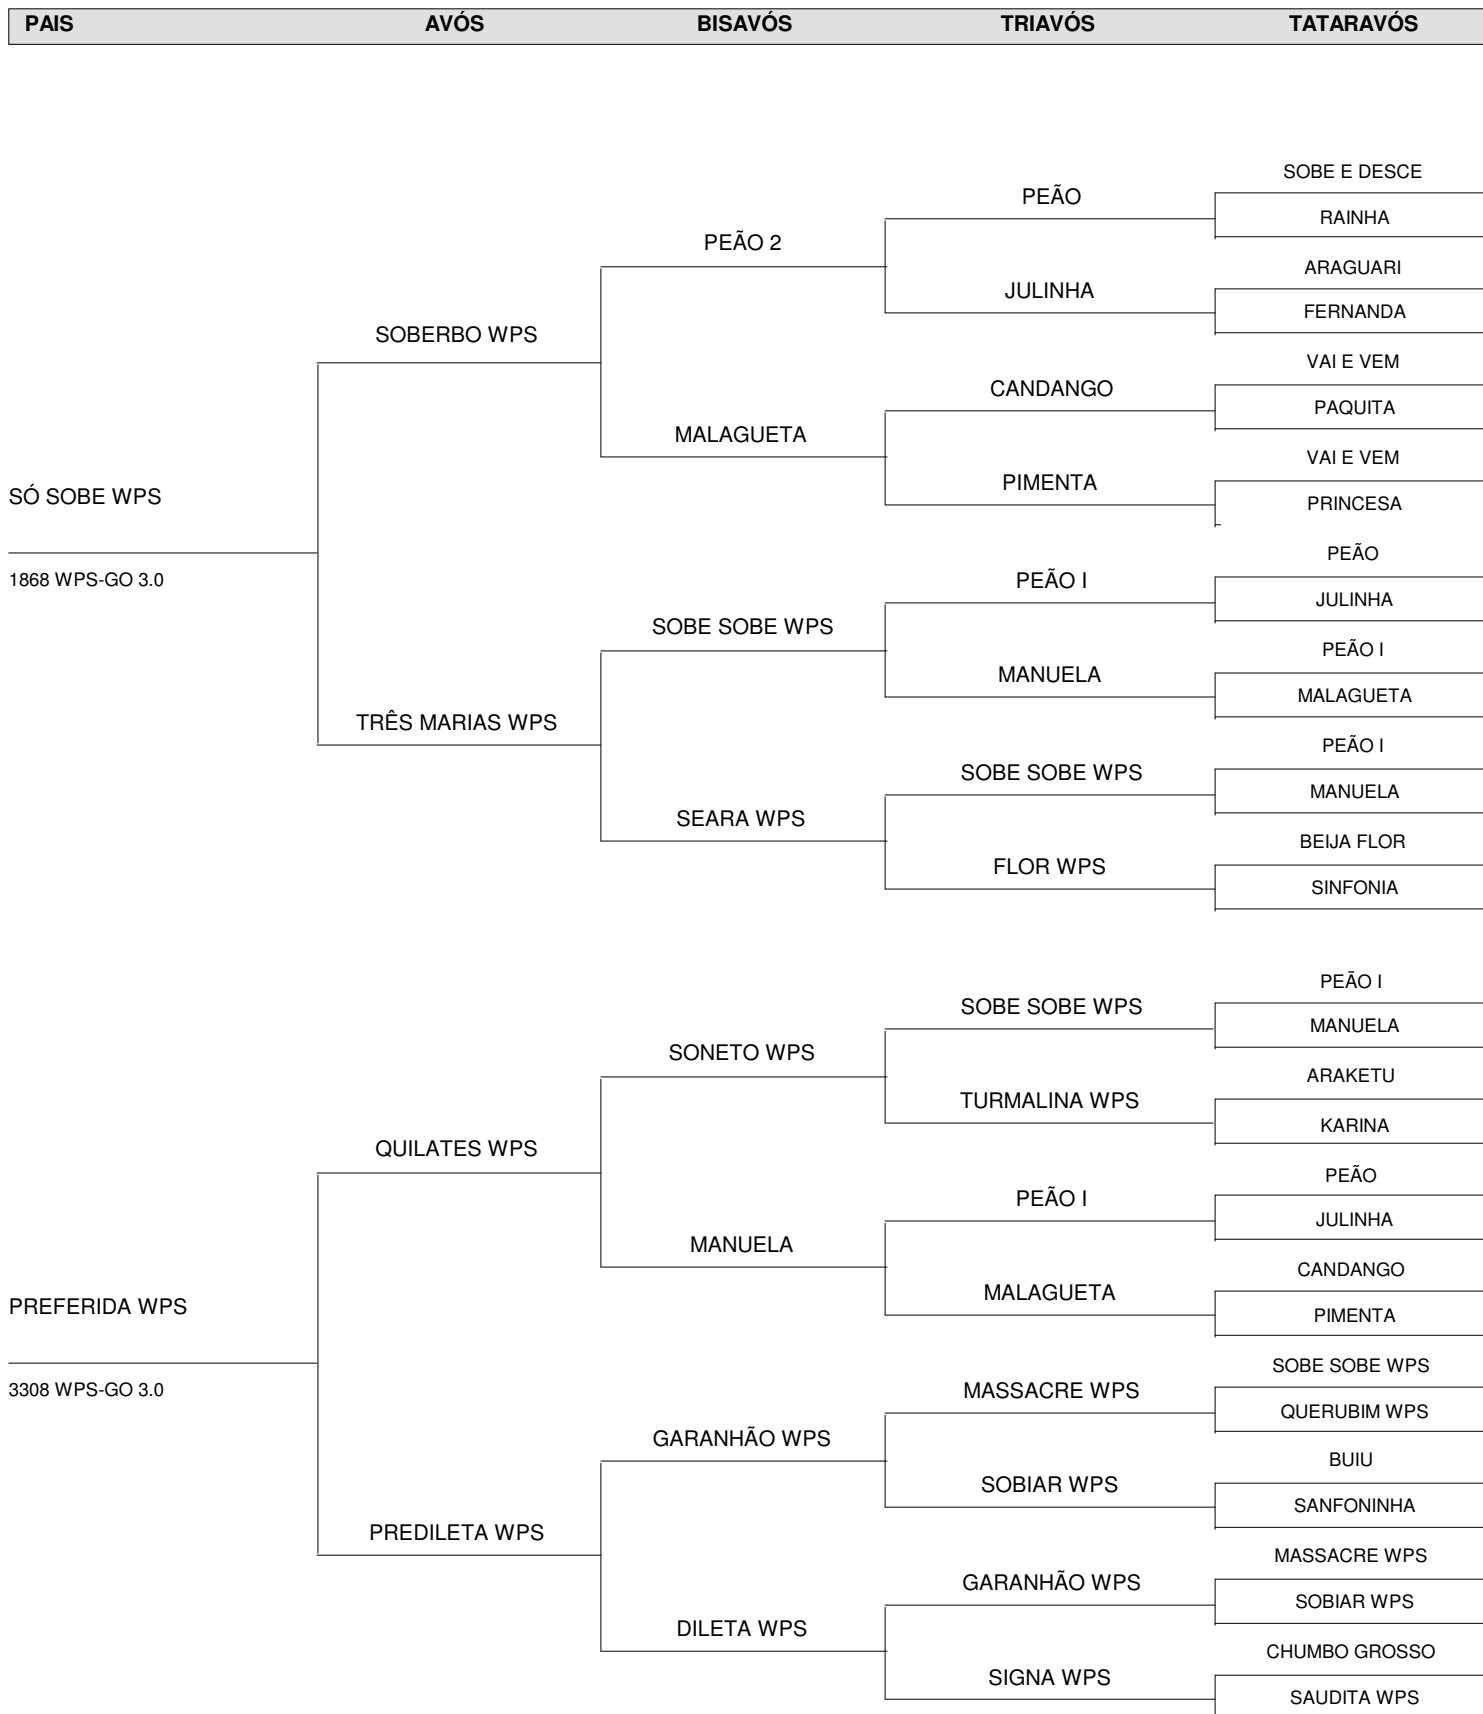 PAIS AVÓS BISAVÓS TRIAVÓS TATARAVÓS
SOBE E DESCE
PEÃO
RAINHA
PEÃO 2
ARAGUARI
JULINHA
FERNANDA
SOBERBO WPS
VAI E VEM
CANDANGO
PAQUITA
MALAGUETA
VAI E VEM
PIMENTA
SÓ SOBE WPS
PRINCESA
PEÃO
1868 WPS-GO 3.0
PEÃO I
JULINHA
SOBE SOBE WPS
PEÃO I
MANUELA
MALAGUETA
TRÊS MARIAS WPS
PEÃO I
SOBE SOBE WPS
MANUELA
SEARA WPS
BEIJA FLOR
FLOR WPS
SINFONIA
PEÃO I
SOBE SOBE WPS
MANUELA
SONETO WPS
ARAKETU
TURMALINA WPS
KARINA
QUILATES WPS
PEÃO
PEÃO I
JULINHA
MANUELA
CANDANGO
MALAGUETA
PREFERIDA WPS
PIMENTA
SOBE SOBE WPS
3308 WPS-GO 3.0
MASSACRE WPS
QUERUBIM WPS
GARANHÃO WPS
BUIU
SOBIAR WPS
SANFONINHA
PREDILETA WPS
MASSACRE WPS
GARANHÃO WPS
SOBIAR WPS
DILETA WPS
CHUMBO GROSSO
SIGNA WPS
SAUDITA WPS